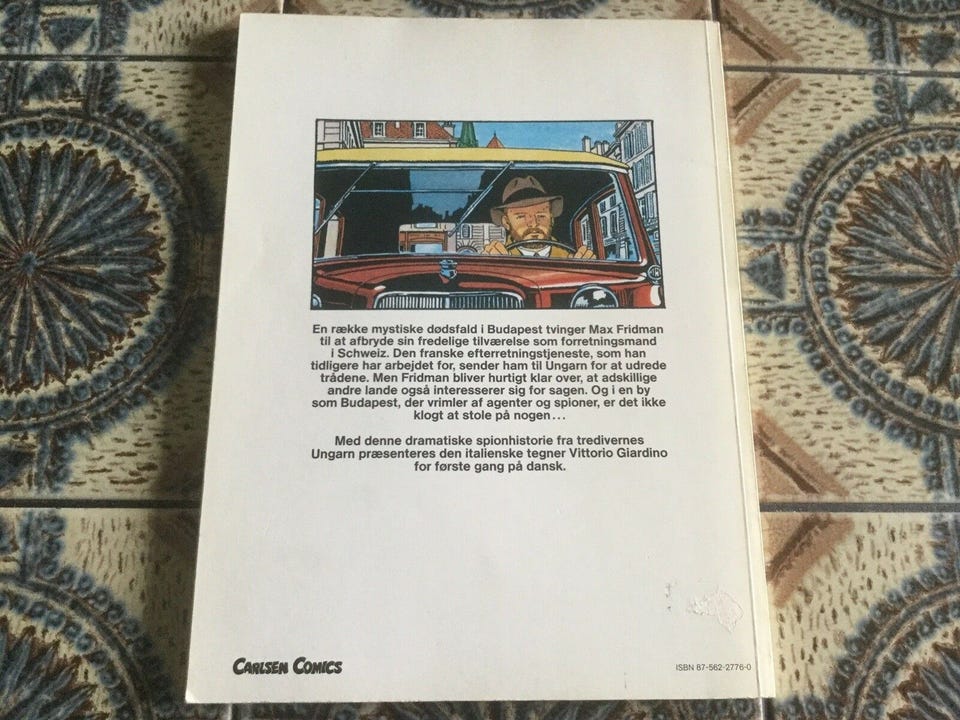 En række mystiske dødsfald i Budapest tvinger Max Fridman
til at afbryde sin fredelige tilværelse som forretningsmand
i Schweiz. Den franske efterretningstjeneste, som han
tidligere har arbejdet for, sender ham til Ungarn for at udrede
trådene. Men Fridman bliver hurtigt klar over, at adskillige
andre lande også interesserer sig for sagen. Og i en by
som Budapest, der vrimler af agenter og spioner, er det ikke
klogt at stole på nogen...
Med denne dramatiske spionhistorie fra tredivernes
Ungarn præsenteres den italienske tegner Vittorio Giardino
for første gang på dansk.
CARLSEN COMICS
ISBN 87-562-2776-0